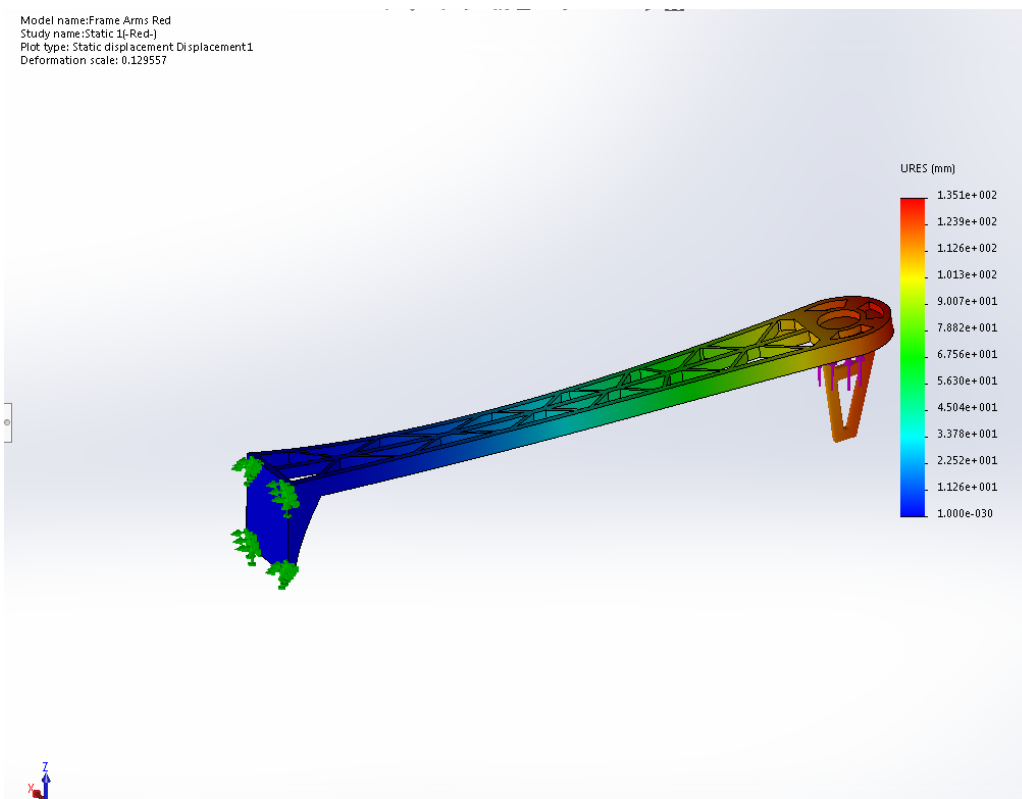 Model name:Frame Arms Red
Study name:Static 1(-Red-)
Plot type: Static displacement Displacement1
Deformation scale: 0.129557
URES (mm)
1.351e+002
1.239e+002
1.126e+002
1.013e+002
9.007e+001
7.882e+001
6.756e+001
5.630e+001
4.504e+001
3.378e+001
2.252e+001
1.126e+001
1.000e-030
Z
X